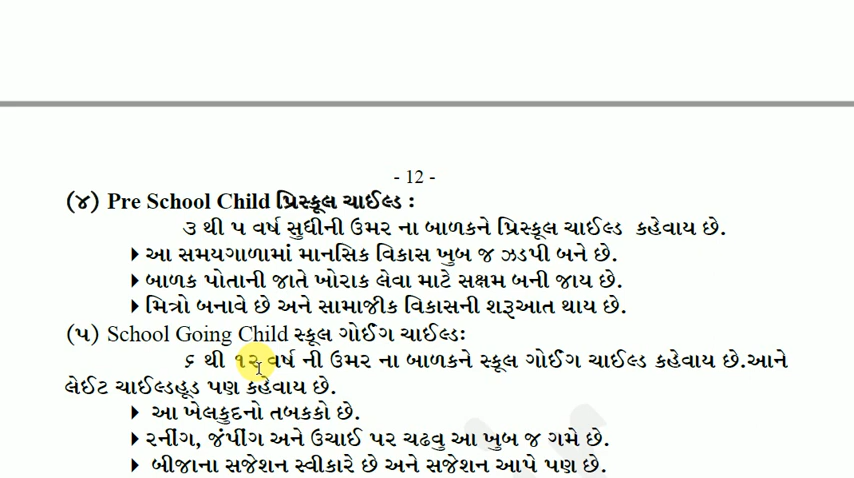 - 12 -
(૪) Pre School Child પ્રિસ્કૂલ ચાઈલ્ડ :
૩ થી ૫ વર્ષ સુધીની ઉમર ના બાળકને પ્રિસ્કૂલ ચાઈલ્ડ કહેવાય છે.
આ સમયગાળામાં માનસિક વિકાસ ખુબ જ ઝડપી બને છે.
બાળક પોતાની જાતે ખોરાક લેવા માટે સક્ષમ બની જાય છે.
મિત્રો બનાવે છે અને સામાજીક વિકાસની શરૂઆત થાય છે.
(૫) School Going Child સ્કૂલ ગોઈંગ ચાઈલ્ડ:
૬ થી ૧૨ વર્ષ ની ઉમર ના બાળકને સ્કૂલ ગોઈંગ ચાઈલ્ડ કહેવાય છે.આને
લેઈટ ચાઈલ્ડહૂડ પણ કહેવાય છે.
આ ખેલકુદનો તબકકો છે.
રનીંગ, જંપીંગ અને ઉંચાઈ પર ચઢવુ આ ખુબ જ ગમે છે.
બીજાના સજેશન સ્વીકારે છે અને સજેશન આપે પણ છે.